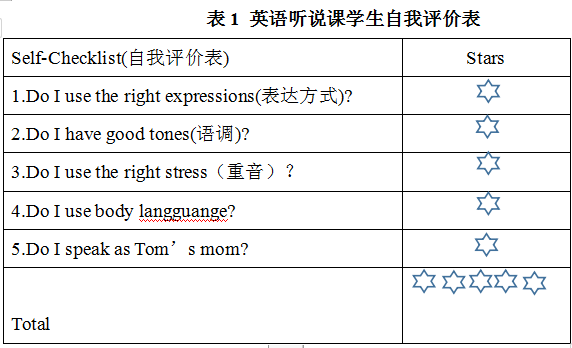 表 1 英语听说课学生自我评价表
Self-Checklist(自我评价表) Stars
1.Do I use the right expressions(表达方式)?
2.Do I have good tones(语调)?
3.Do I use the right stress（重音）?
4.Do I use body langguange?
5.Do I speak as Tom’s mom?
Total